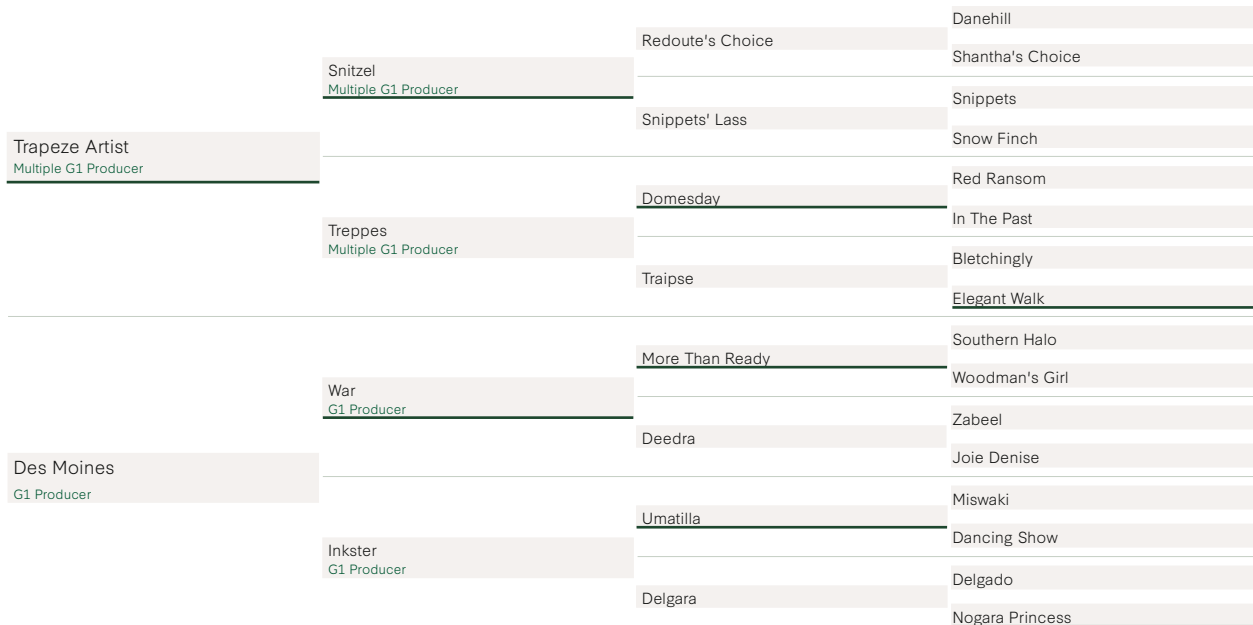 Trapeze Artist
Multiple G1 Producer
Des Moines
G1 Producer
Snitzel
Multiple G1 Producer
Treppes
Multiple G1 Producer
War
G1 Producer
Inkster
G1 Producer
Redoute's Choice
Snippets' Lass
Domesday
Traipse
More Than Ready
Deedra
Umatilla
Delgara
Danehill
Shantha's Choice
Snippets
Snow Finch
Red Ransom
In The Past
Bletchingly
Elegant Walk
Southern Halo
Woodman's Girl
Zabeel
Joie Denise
Miswaki
Dancing Show
Delgado
Nogara Princess